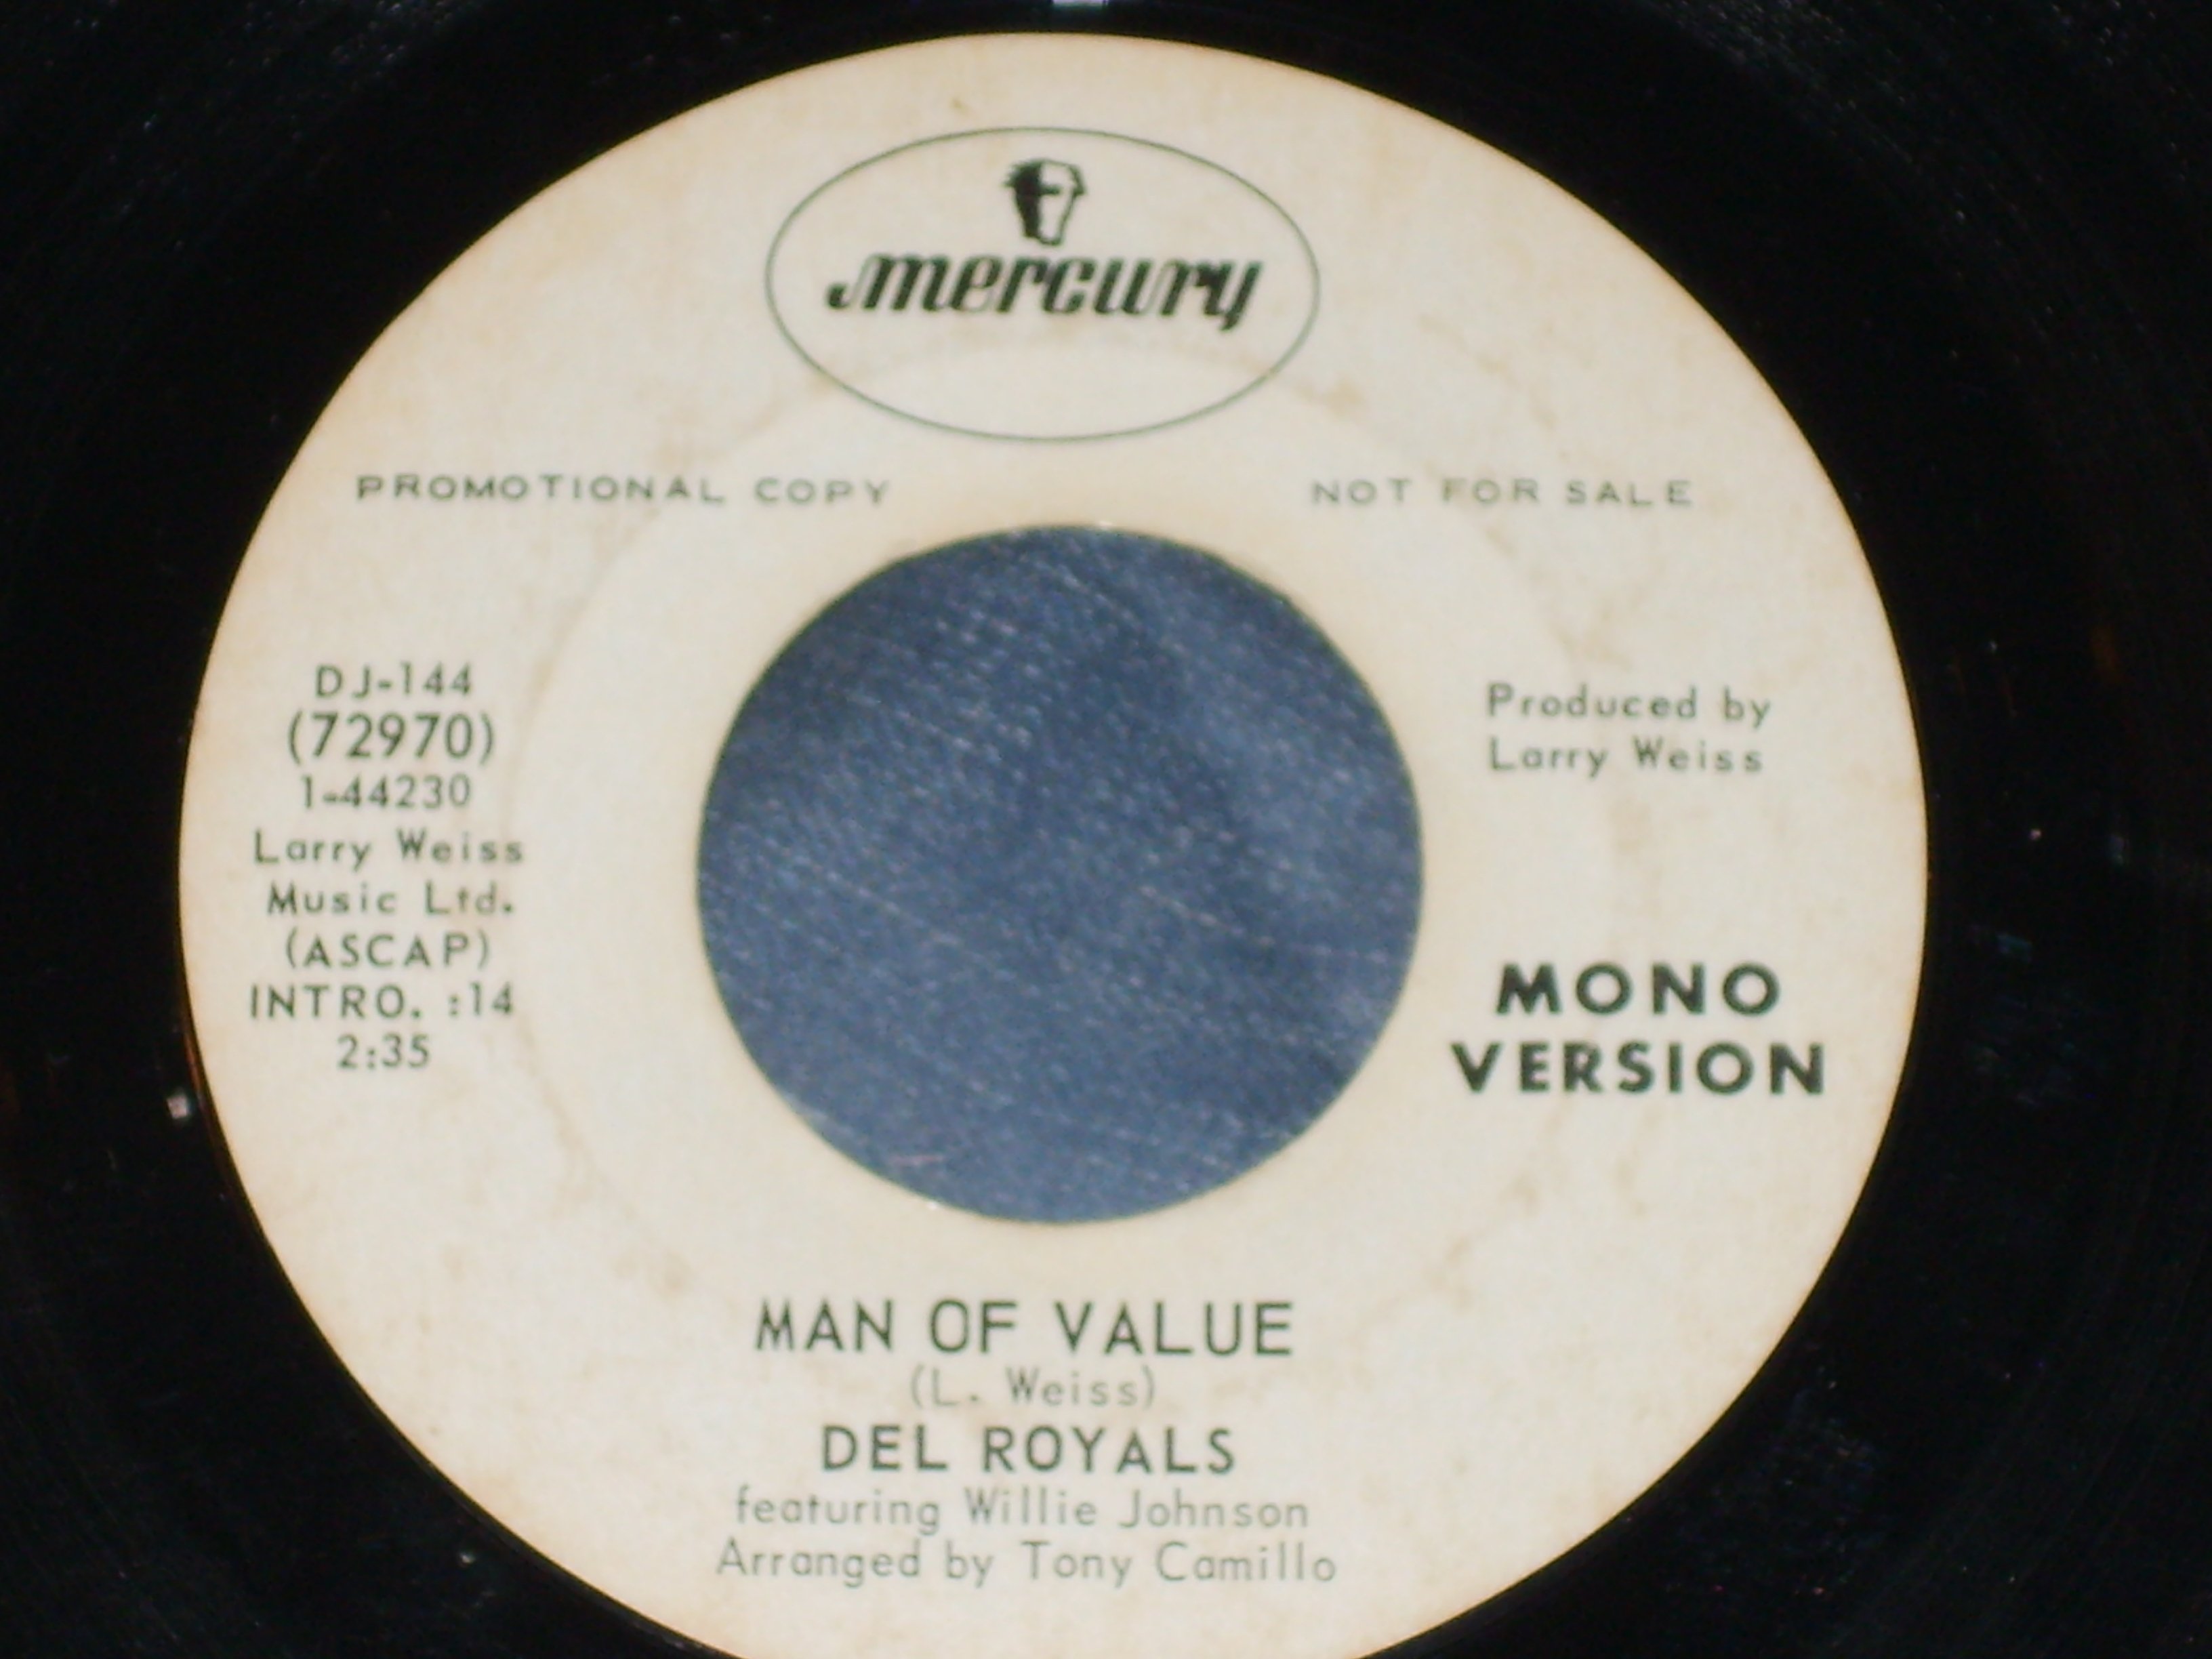 mercury
PROMOTIONAL COPY
NOT FOR SALE
DJ-144
(72970)
1-44230
Larry Weiss
Music Ltd.
(ASCAP)
INTRO. :14
2:35
Produced by
Larry Weiss
MONO
VERSION
MAN OF VALUE
(L. Weiss)
DEL ROYALS
featuring Willie Johnson
Arranged by Tony Camillo